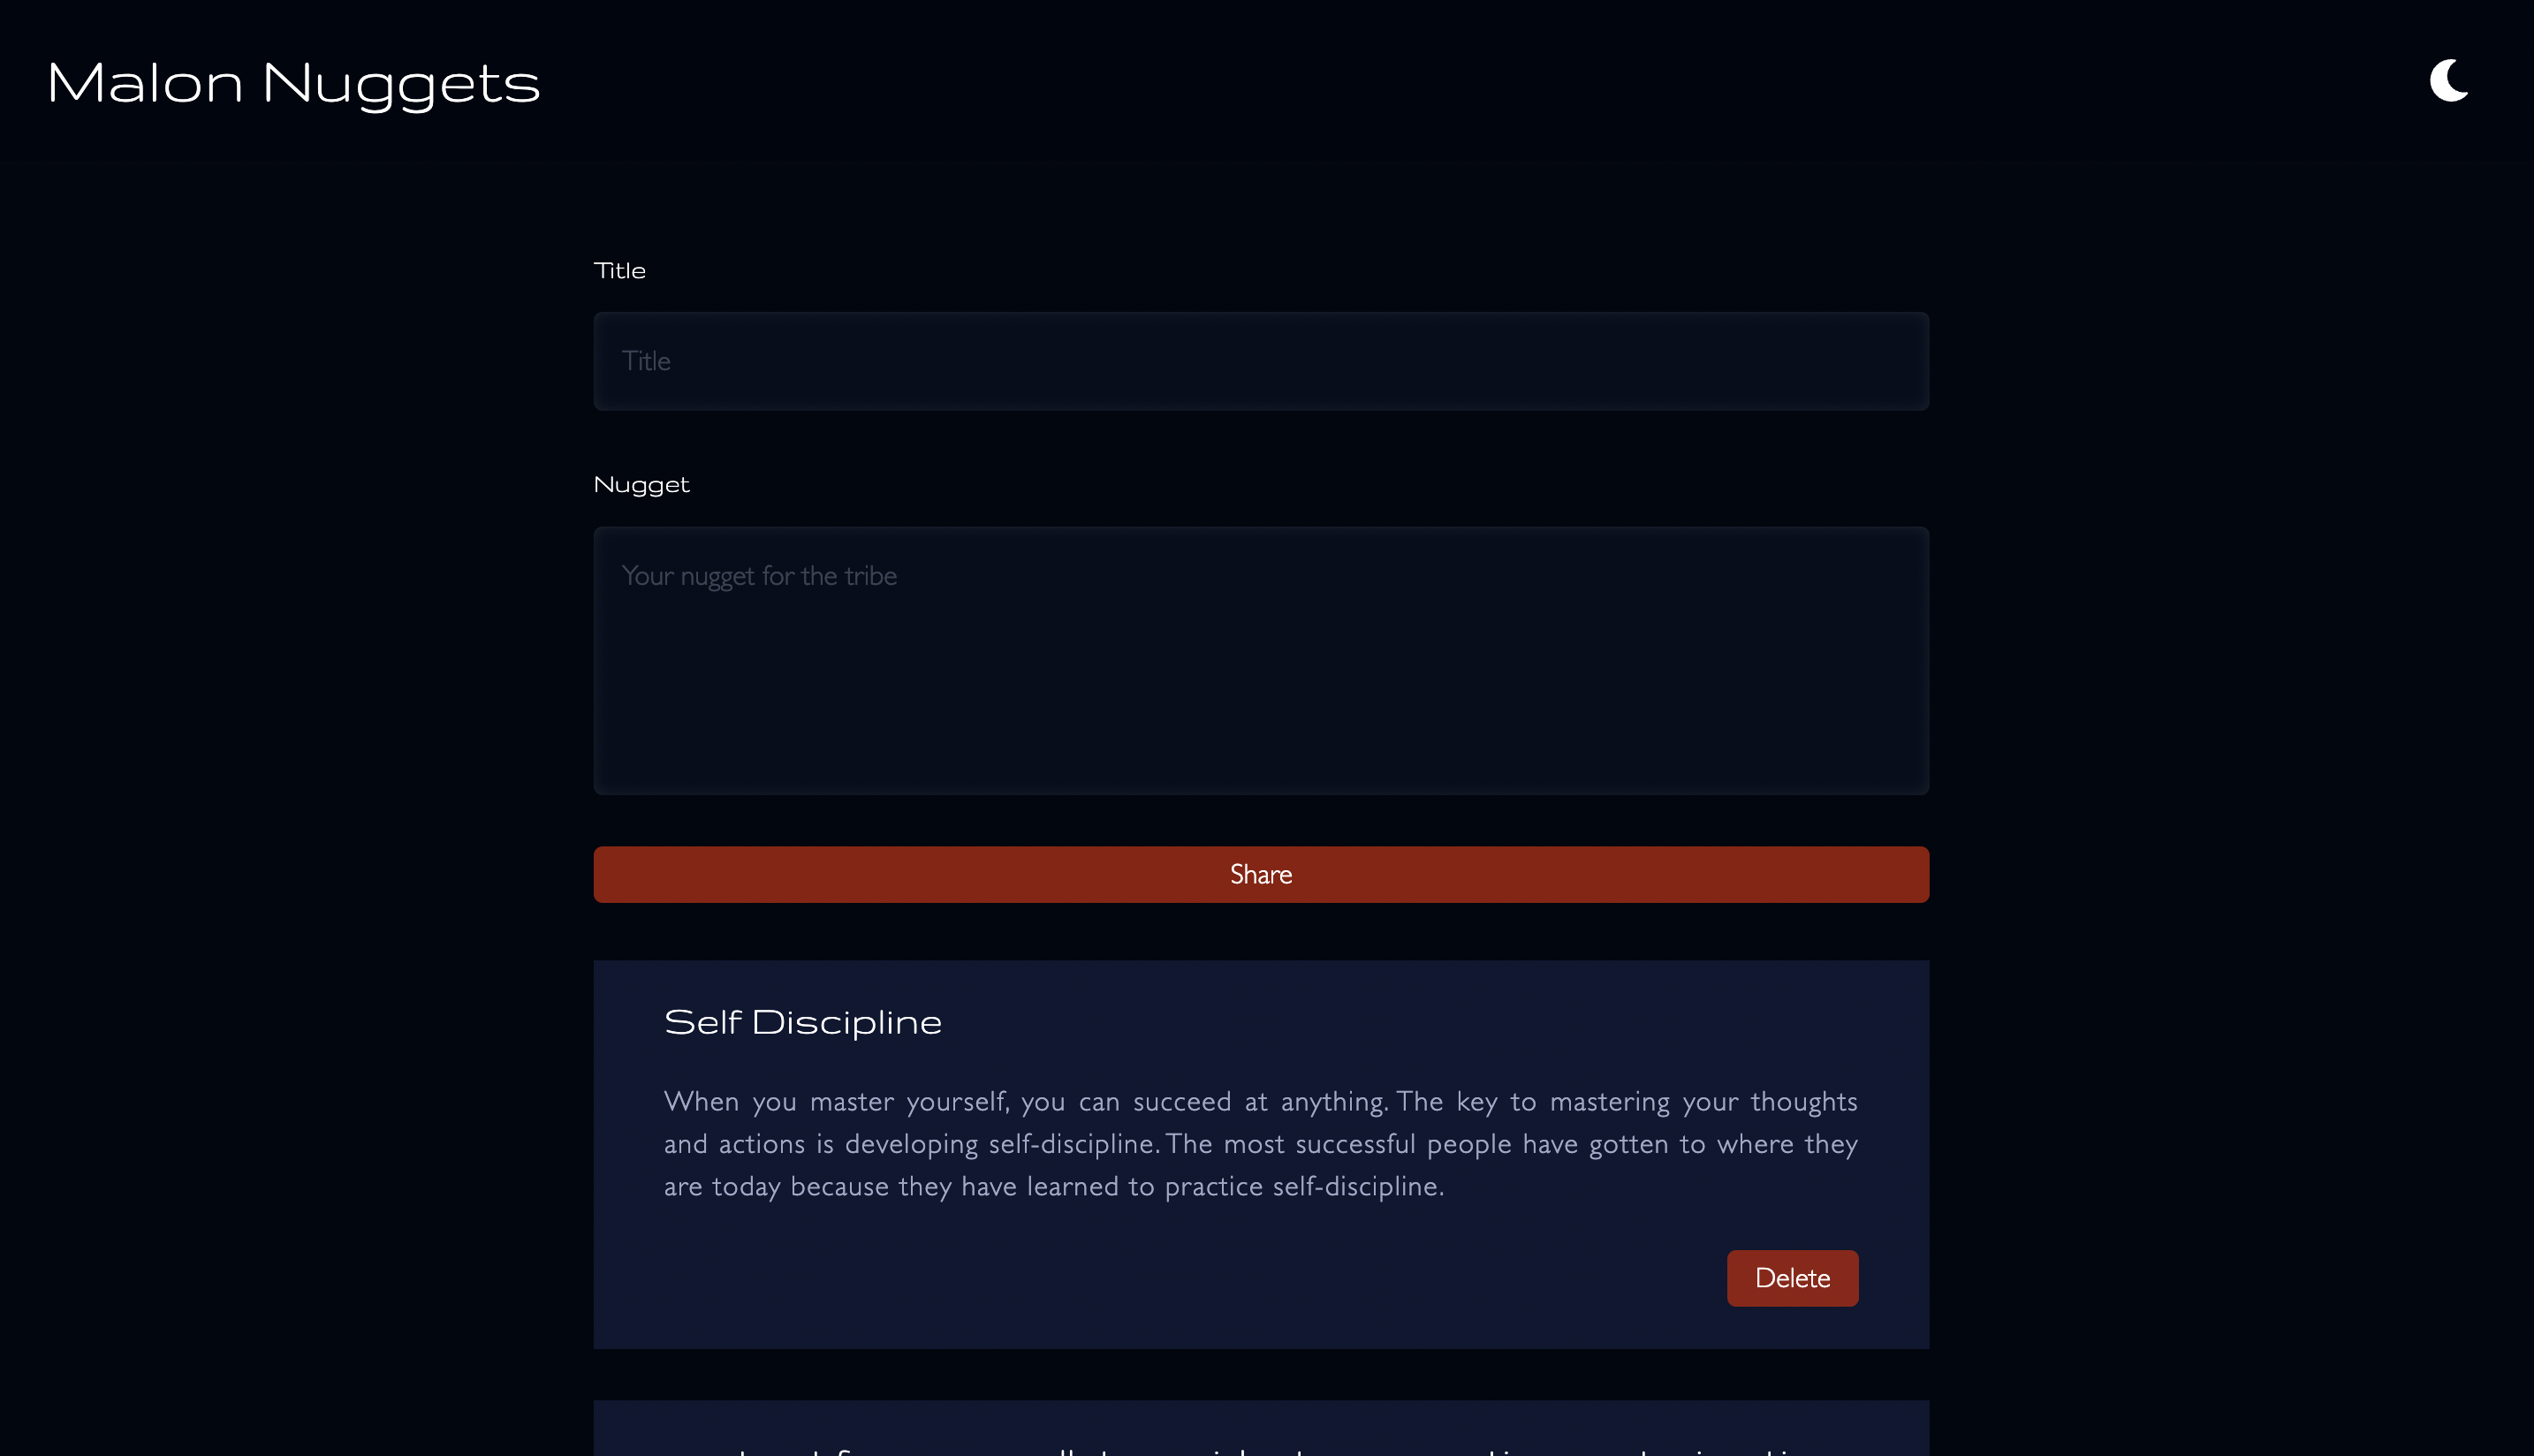 Malon Nuggets
Title
Title
Nugget
Your nugget for the tribe
Share
Self Discipline
When you master yourself, you can succeed at anything. The key to mastering your thoughts
and actions is developing self-discipline. The most successful people have gotten to where they
are today because they have learned to practice self-discipline.
Delete